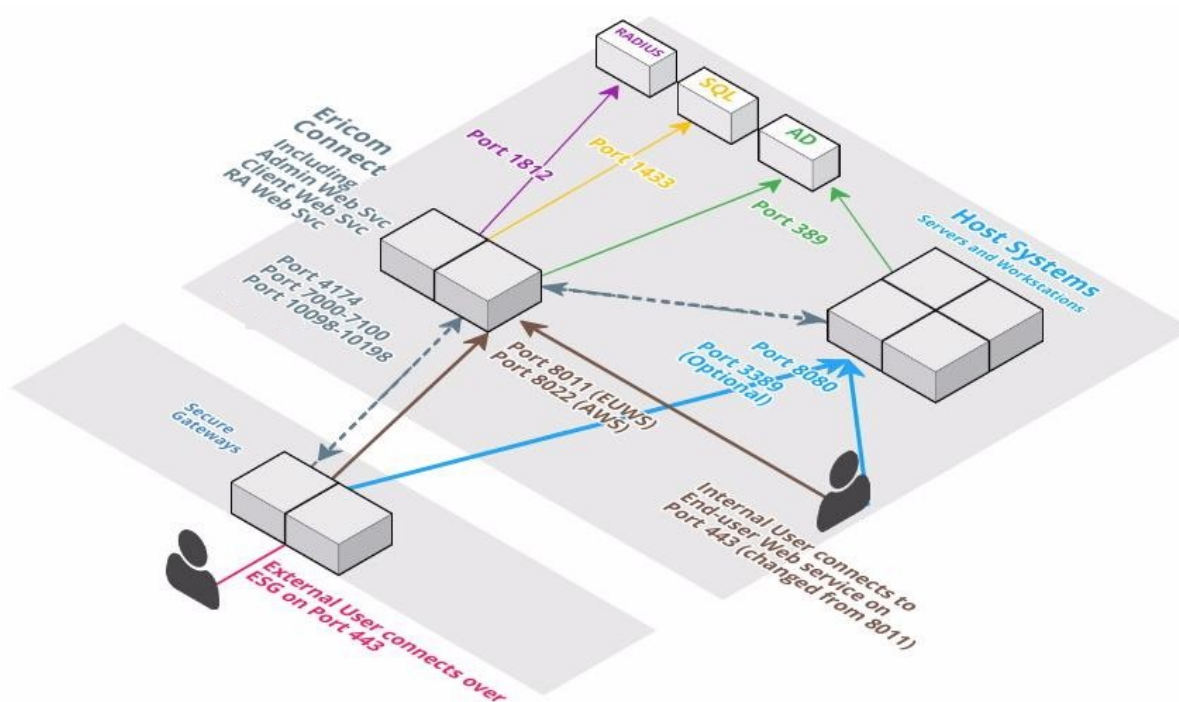 RADIUS
SQL
AD
Port 1812
Port 1433
Port 389
Ericom
Connect
Including
Admin Web Svc
Client Web Svc
RA Web Svc
Host Systems
Servers and Workstations
Port 4174
Port 7000-7100
Port 10098-10198
Port 8011 (EUWS)
Port 8022 (AWS)
Port 8080
Port 3389
(Optional)
Secure
Gateways
Internal User connects to
End-user Web service on
Port 443 (changed from 8011)
External User connects over
ESG on Port 443